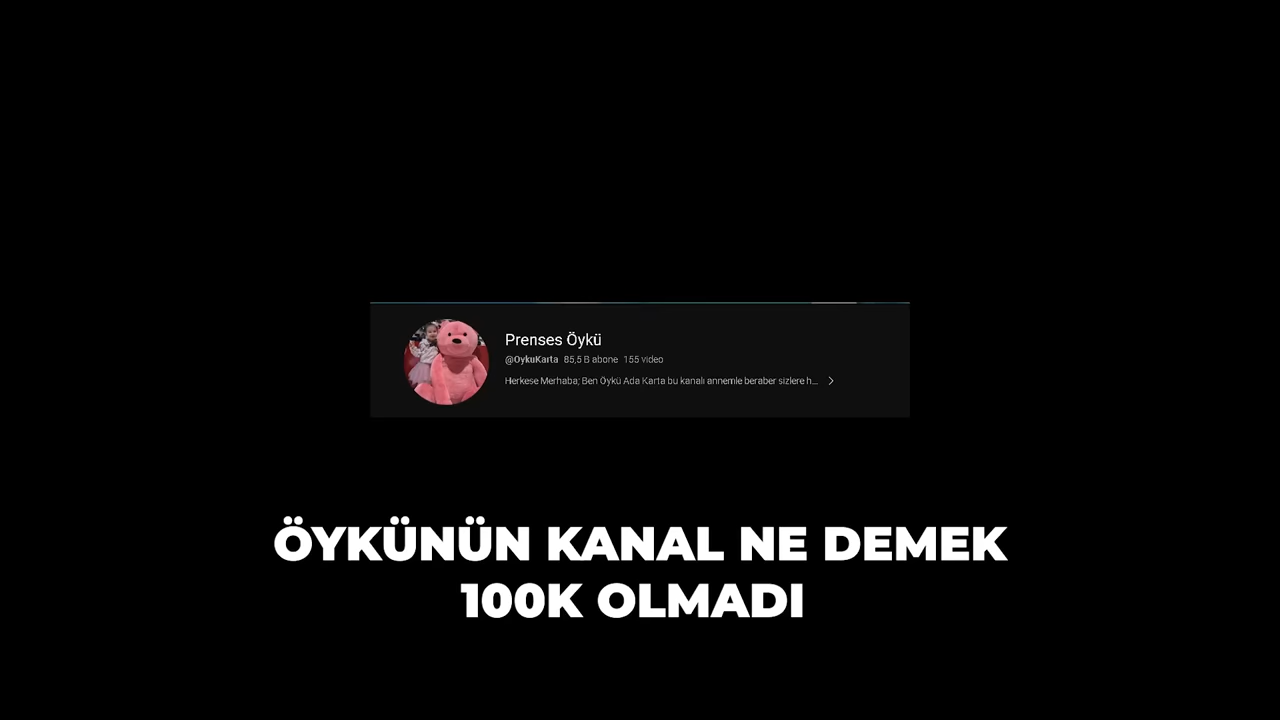 Prenses Öykü
@OykuKarta 85,5 B abone 155 video
Herkese Merhaba; Ben Öykü Ada Karta bu kanalı annemle beraber sizlere h...
ÖYKÜNÜN KANAL NE DEMEK
100K OLMADI